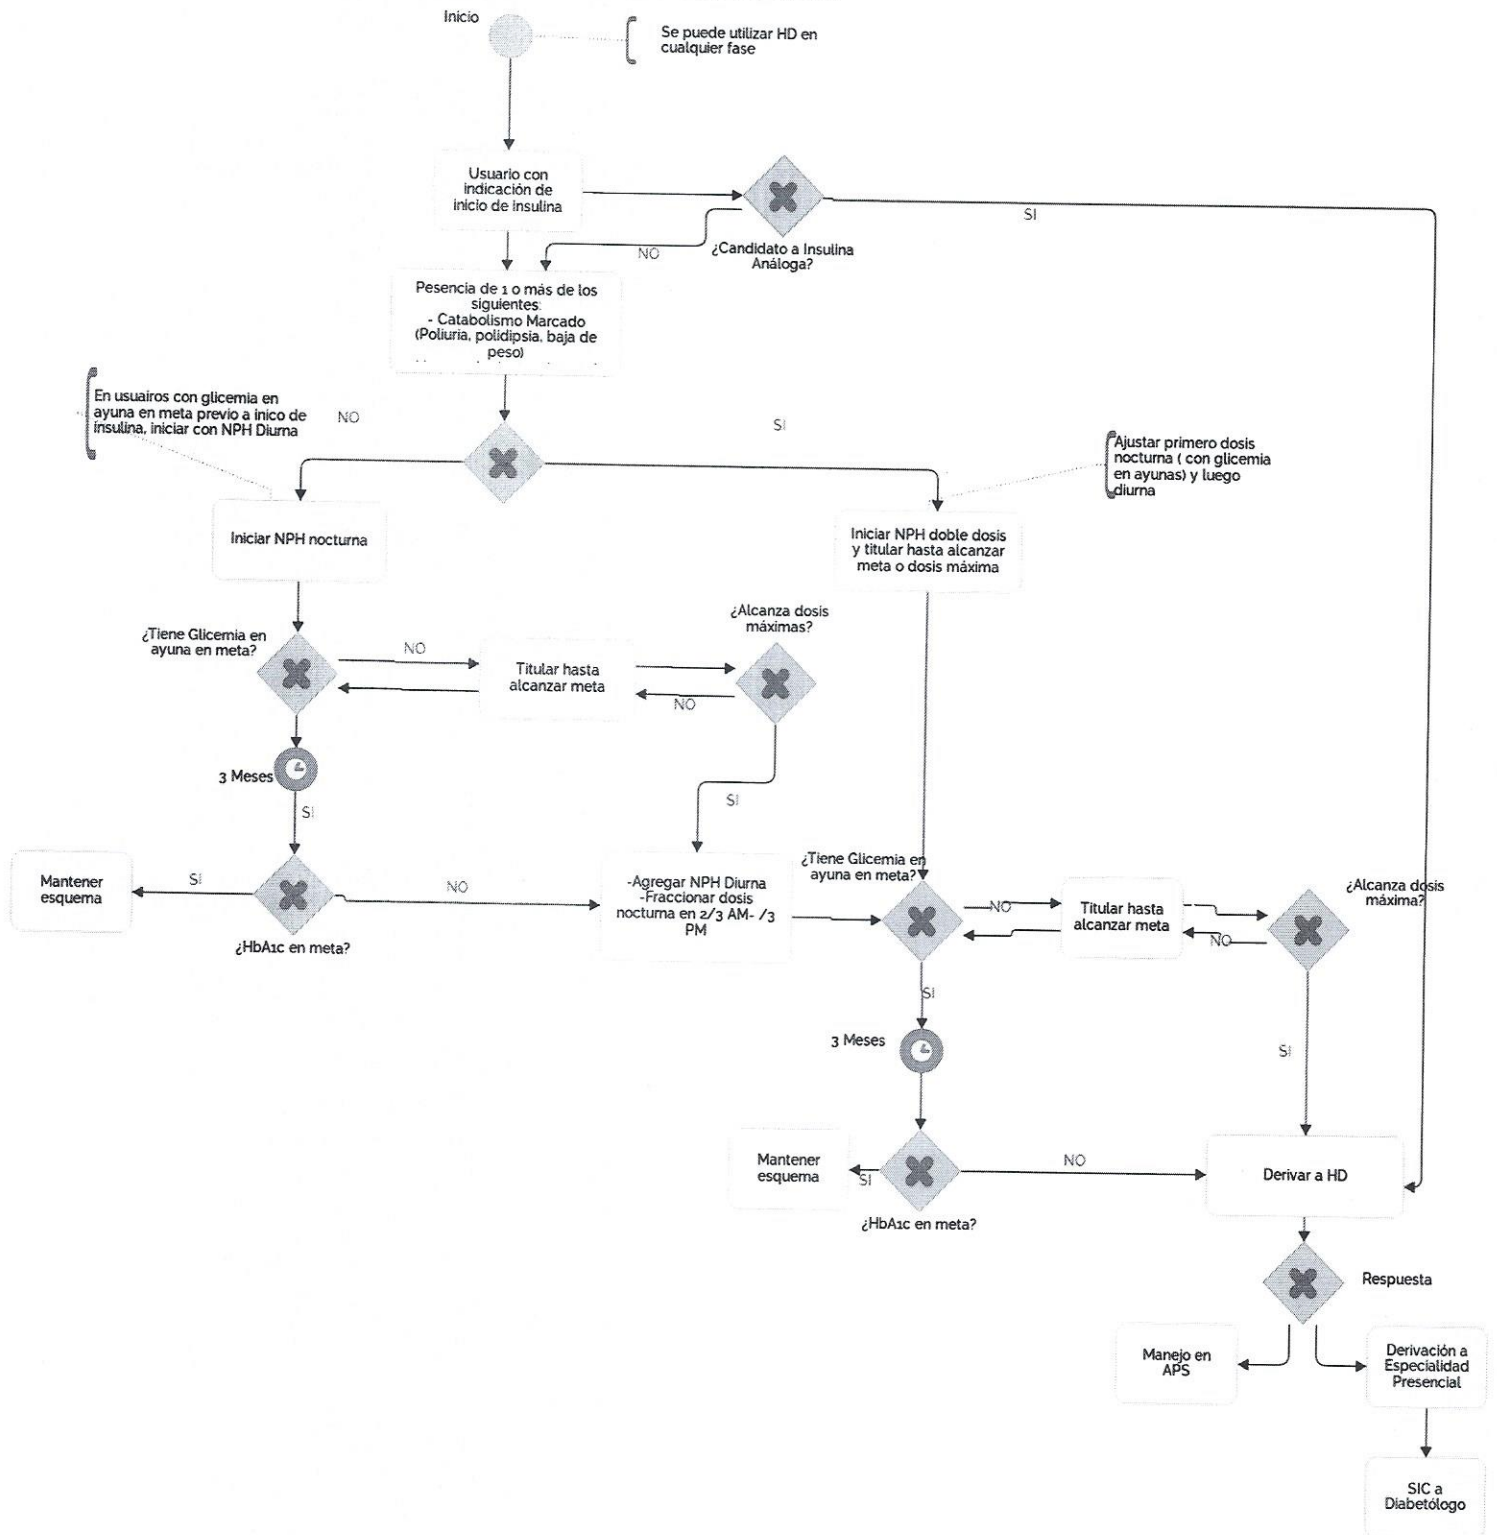 Inicio
Se puede utilizar HD en
cualquier fase
Usuario con
indicación de
inicio de insulina
SI
NO
¿Candidato a Insulina
Análoga?
Pesencia de 1 o más de los
siguientes:
- Catabolismo Marcado
(Poliuria, polidipsia, baja de
peso)
En usuairos con glicemia en
ayuna en meta previo a inico de
insulina, iniciar con NPH Diurna
NO
SI
Ajustar primero dosis
nocturna ( con glicemia
en ayunas) y luego
diurna
Iniciar NPH nocturna
Iniciar NPH doble dosis
y titular hasta alcanzar
meta o dosis máxima
¿Tiene Glicemia en
ayuna en meta?
NO
Titular hasta
alcanzar meta
¿Alcanza dosis
máximas?
NO
3 Meses
SI
SI
Mantener
esquema
SI
NO
¿HbA1c en meta?
-Agregar NPH Diurna
-Fraccionar dosis
nocturna en 2/3 AM- /3
PM
¿Tiene Glicemia en
ayuna en meta?
NO
Titular hasta
alcanzar meta
NO
¿Alcanza dosis
máxima?
SI
3 Meses
SI
Mantener
esquema
SI
NO
¿HbA1c en meta?
Derivar a HD
Respuesta
Manejo en
APS
Derivación a
Especialidad
Presencial
SIC a
Diabetólogo